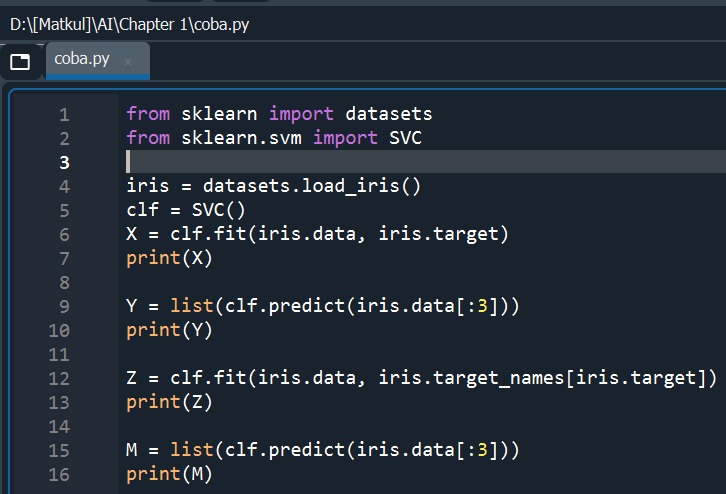 D:\[Matkul]\AI\Chapter 1\coba.py
coba.py ×
1 from sklearn import datasets
2 from sklearn.svm import SVC
3
4 iris = datasets.load_iris()
5 clf = SVC()
6 X = clf.fit(iris.data, iris.target)
7 print(X)
8
9 Y = list(clf.predict(iris.data[:3]))
10 print(Y)
11
12 Z = clf.fit(iris.data, iris.target_names[iris.target])
13 print(Z)
14
15 M = list(clf.predict(iris.data[:3]))
16 print(M)